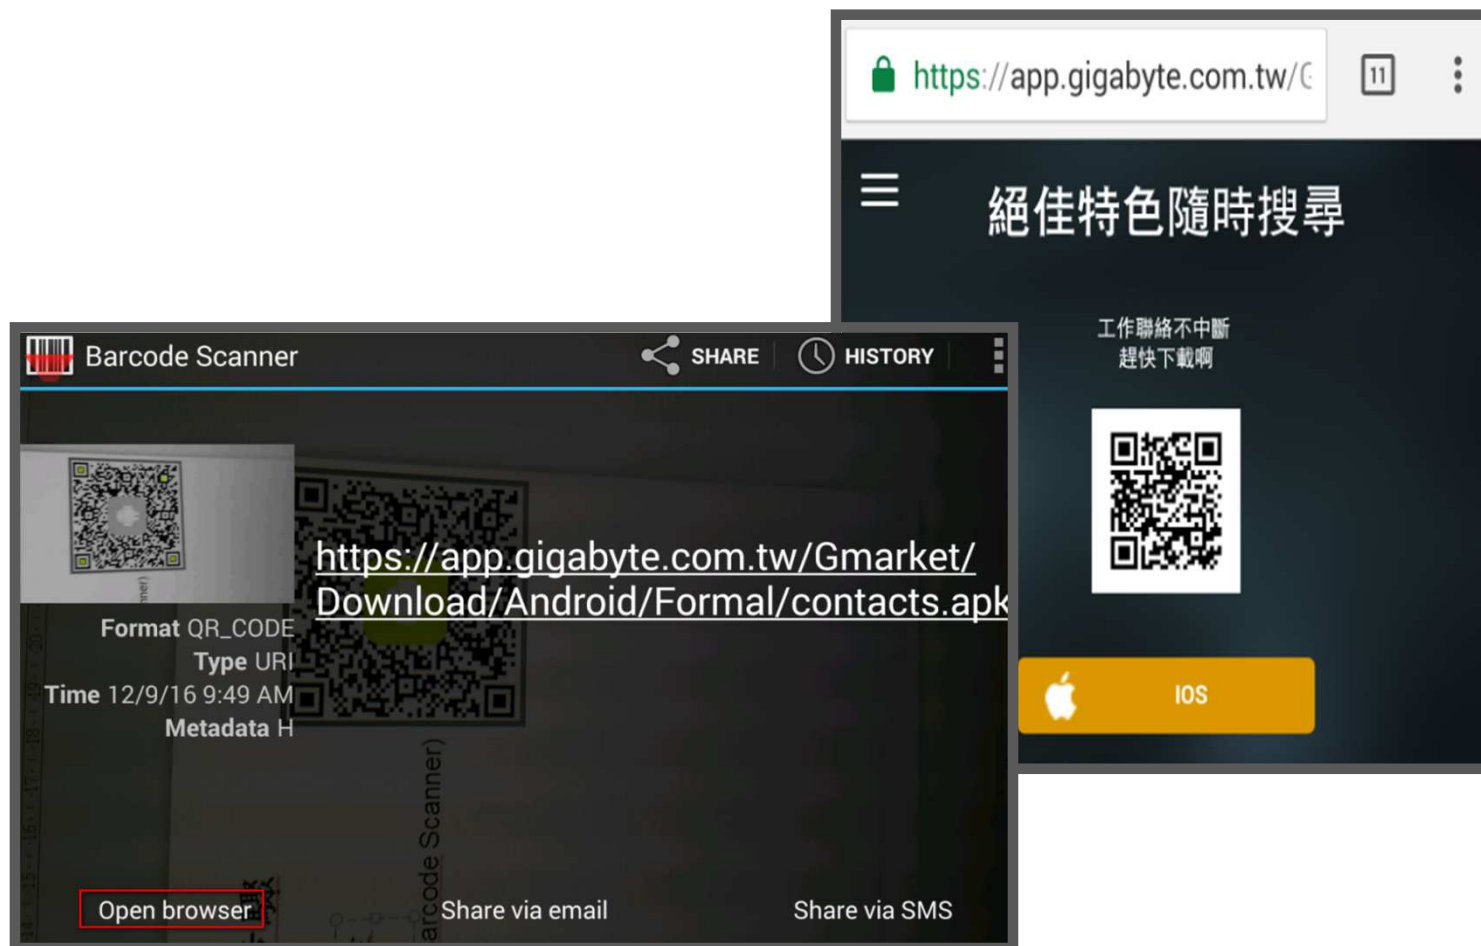 https://app.gigabyte.com.tw/G
11
絕佳特色隨時搜尋
工作聯絡不中斷
趕快下載啊
IOS
Barcode Scanner
SHARE
HISTORY
https://app.gigabyte.com.tw/Gmarket/
Download/Android/Formal/contacts.apk
Format QR_CODE
Type URI
Time 12/9/16 9:49 AM
Metadata H
nner)
arcode Scanner)
Open browser
Share via email
Share via SMS